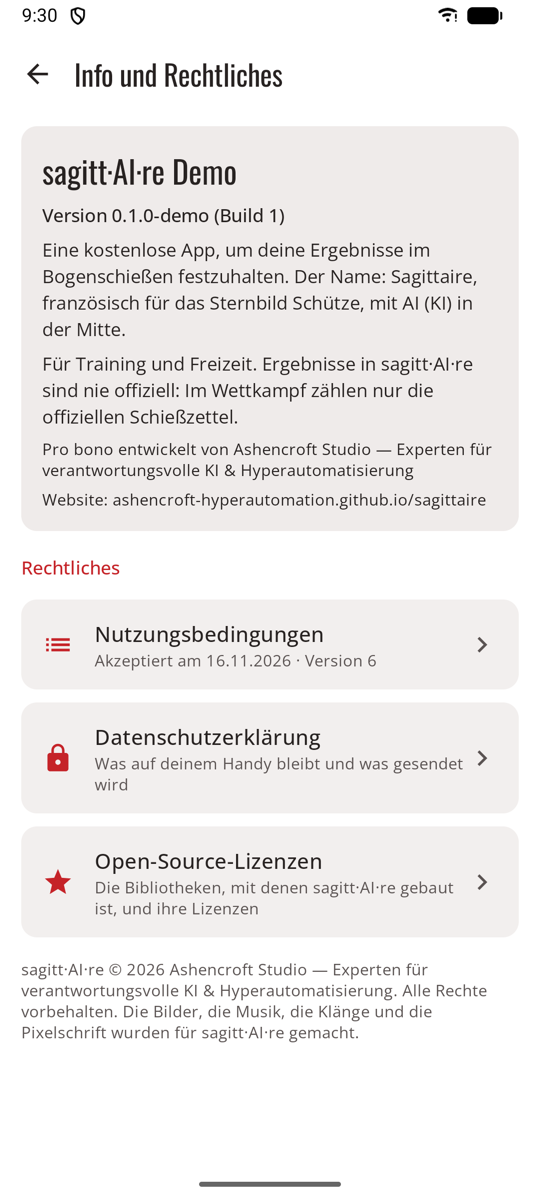 9:30
Info und Rechtliches
sagitt·AI·re Demo
Version 0.1.0-demo (Build 1)
Eine kostenlose App, um deine Ergebnisse im
Bogenschießen festzuhalten. Der Name: Sagittaire,
französisch für das Sternbild Schütze, mit AI (KI) in
der Mitte.
Für Training und Freizeit. Ergebnisse in sagitt·AI·re
sind nie offiziell: Im Wettkampf zählen nur die
offiziellen Schießzettel.
Pro bono entwickelt von Ashencroft Studio — Experten für
verantwortungsvolle KI & Hyperautomatisierung
Website: ashencroft-hyperautomation.github.io/sagittaire
Rechtliches
Nutzungsbedingungen
Akzeptiert am 16.11.2026 · Version 6
Datenschutzerklärung
Was auf deinem Handy bleibt und was gesendet
wird
Open-Source-Lizenzen
Die Bibliotheken, mit denen sagitt·AI·re gebaut
ist, und ihre Lizenzen
sagitt·AI·re © 2026 Ashencroft Studio — Experten für
verantwortungsvolle KI & Hyperautomatisierung. Alle Rechte
vorbehalten. Die Bilder, die Musik, die Klänge und die
Pixelschrift wurden für sagitt·AI·re gemacht.